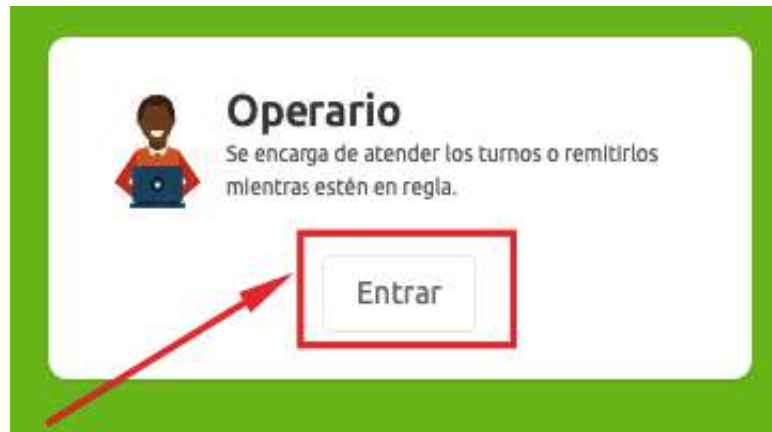 Operario
Se encarga de atender los turnos o remitirlos
mientras estén en regla.
Entrar